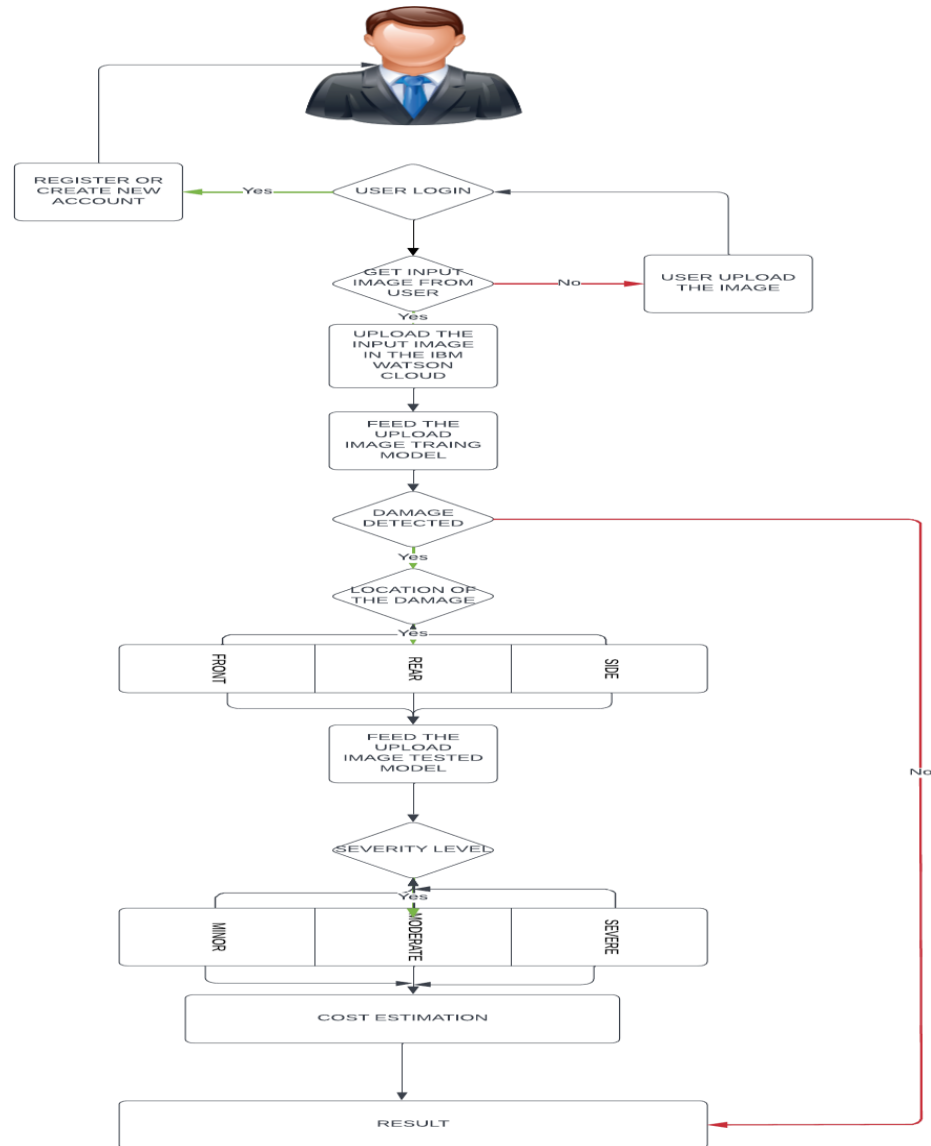 REGISTER OR
CREATE NEW
ACCOUNT
Yes
USER LOGIN
GET INPUT
IMAGE FROM
USER
No
USER UPLOAD
THE IMAGE
Yes
UPLOAD THE
INPUT IMAGE
IN THE IBM
WATSON
CLOUD
FEED THE
UPLOAD
IMAGE TRAING
MODEL
DAMAGE
DETECTED
Yes
LOCATION OF
THE DAMAGE
Yes
FRONT
REAR
SIDE
FEED THE
UPLOAD
IMAGE TESTED
MODEL
No
SEVERITY LEVEL
Yes
MINOR
MODERATE
SEVERE
COST ESTIMATION
RESULT